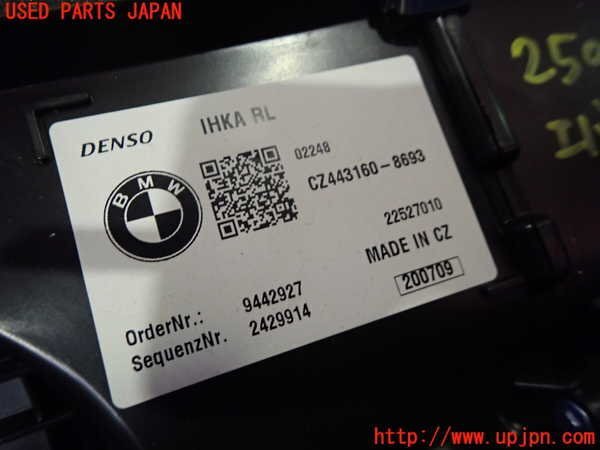 USED PARTS JAPAN
DENSO
IHKA RL
02248
CZ443160-8693
BMW
22527010
MADE IN CZ
200709
OrderNr.: 9442927
SequenzNr. 2429914
http://www.upjpn.com/